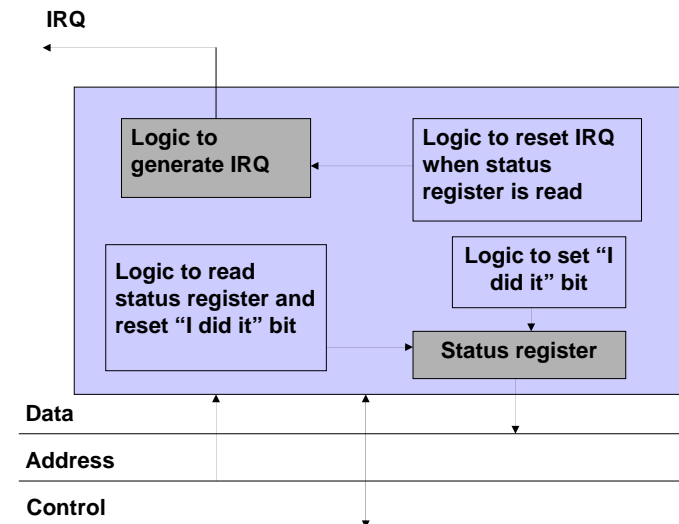 IRQ
Logic to
generate IRQ
Logic to reset IRQ
when status
register is read
Logic to read
status register and
reset “I did it” bit
Logic to set “I
did it” bit
Status register
Data
Address
Control